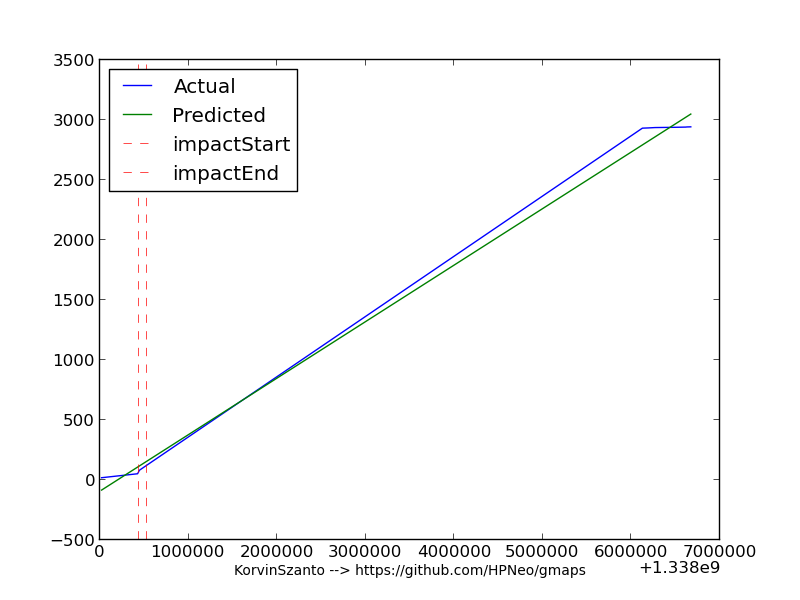 3500
3000
2500
2000
1500
1000
500
0
−500
Actual
Predicted
impactStart
impactEnd
0 1000000 2000000 3000000 4000000 5000000 6000000 7000000
+1.338e9
KorvinSzanto --> https://github.com/HPNeo/gmaps